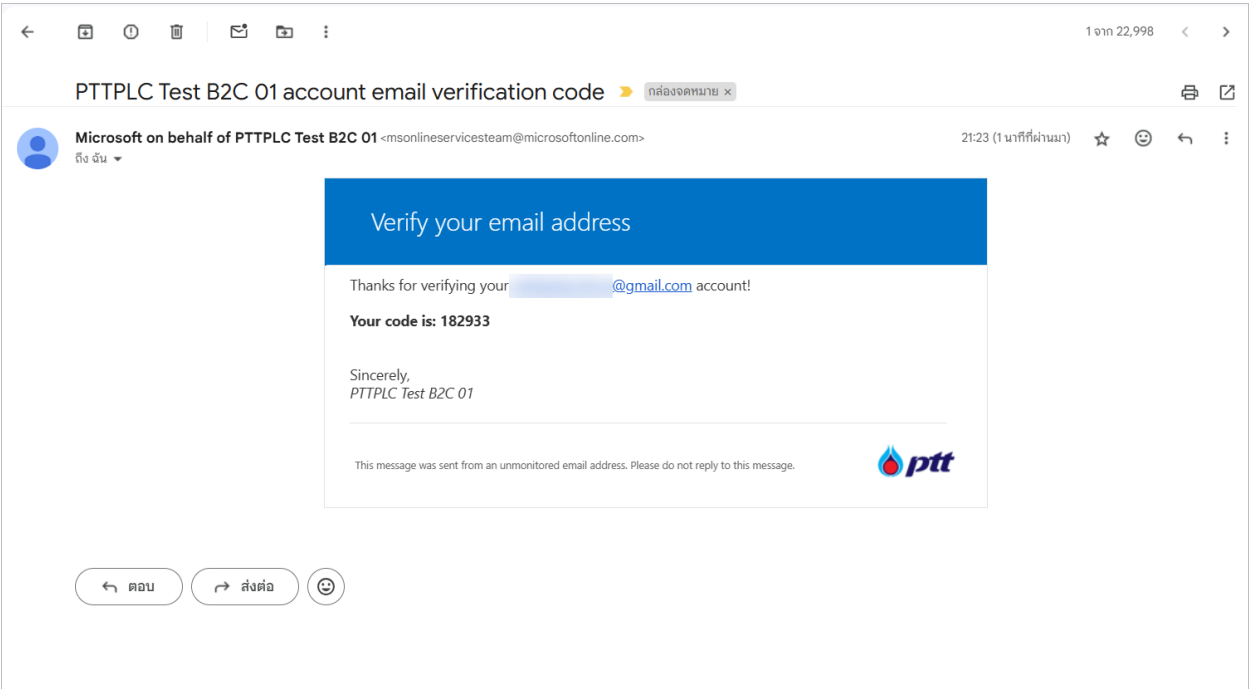 1 จาก 22,998
PTTPLC Test B2C 01 account email verification code กล่องจดหมาย ×
Microsoft on behalf of PTTPLC Test B2C 01 <msonlineservicesteam@microsoftonline.com> 21:23 (1 นาทีที่ผ่านมา)
ถึง ฉัน
Verify your email address
Thanks for verifying your @gmail.com account!
Your code is: 182933
Sincerely,
PTTPLC Test B2C 01
This message was sent from an unmonitored email address. Please do not reply to this message.
ptt
ตอบ ส่งต่อ